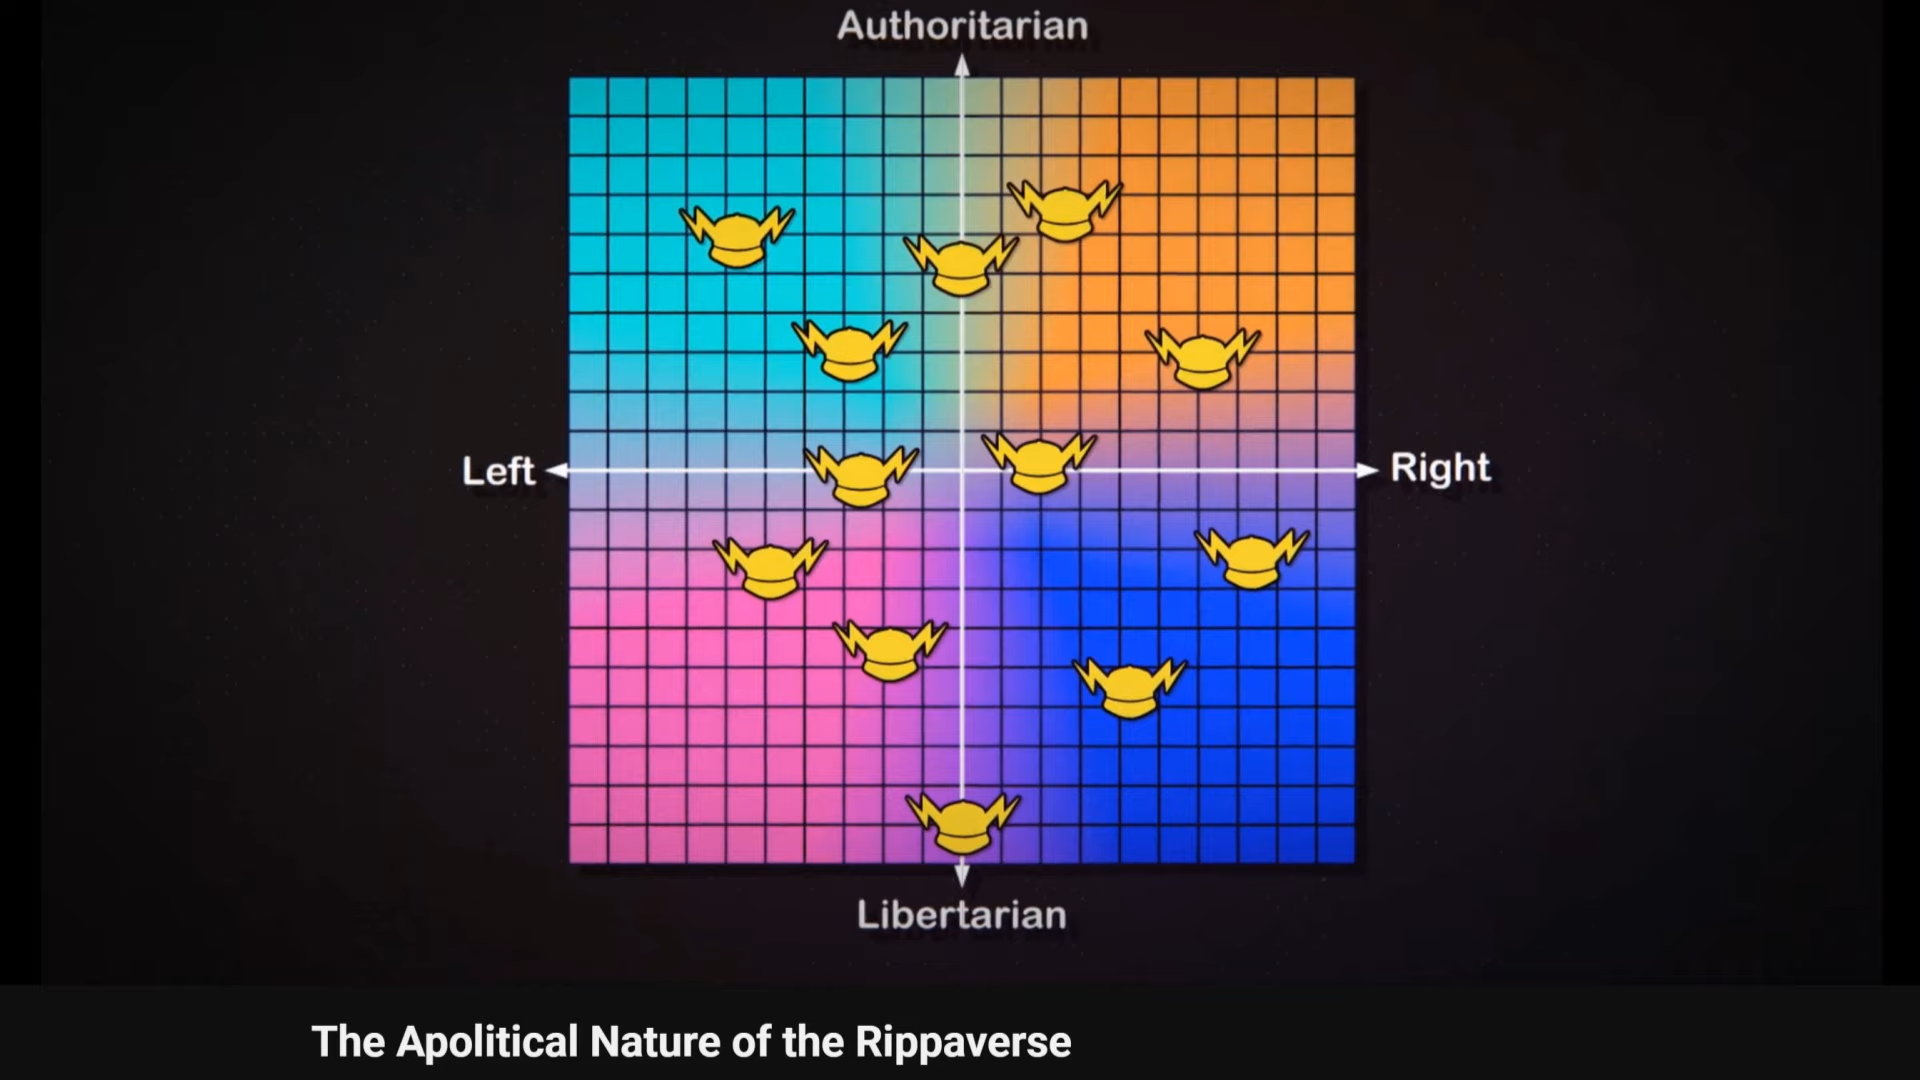 Authoritarian
Left
Right
Libertarian
The Apolitical Nature of the Rippaverse